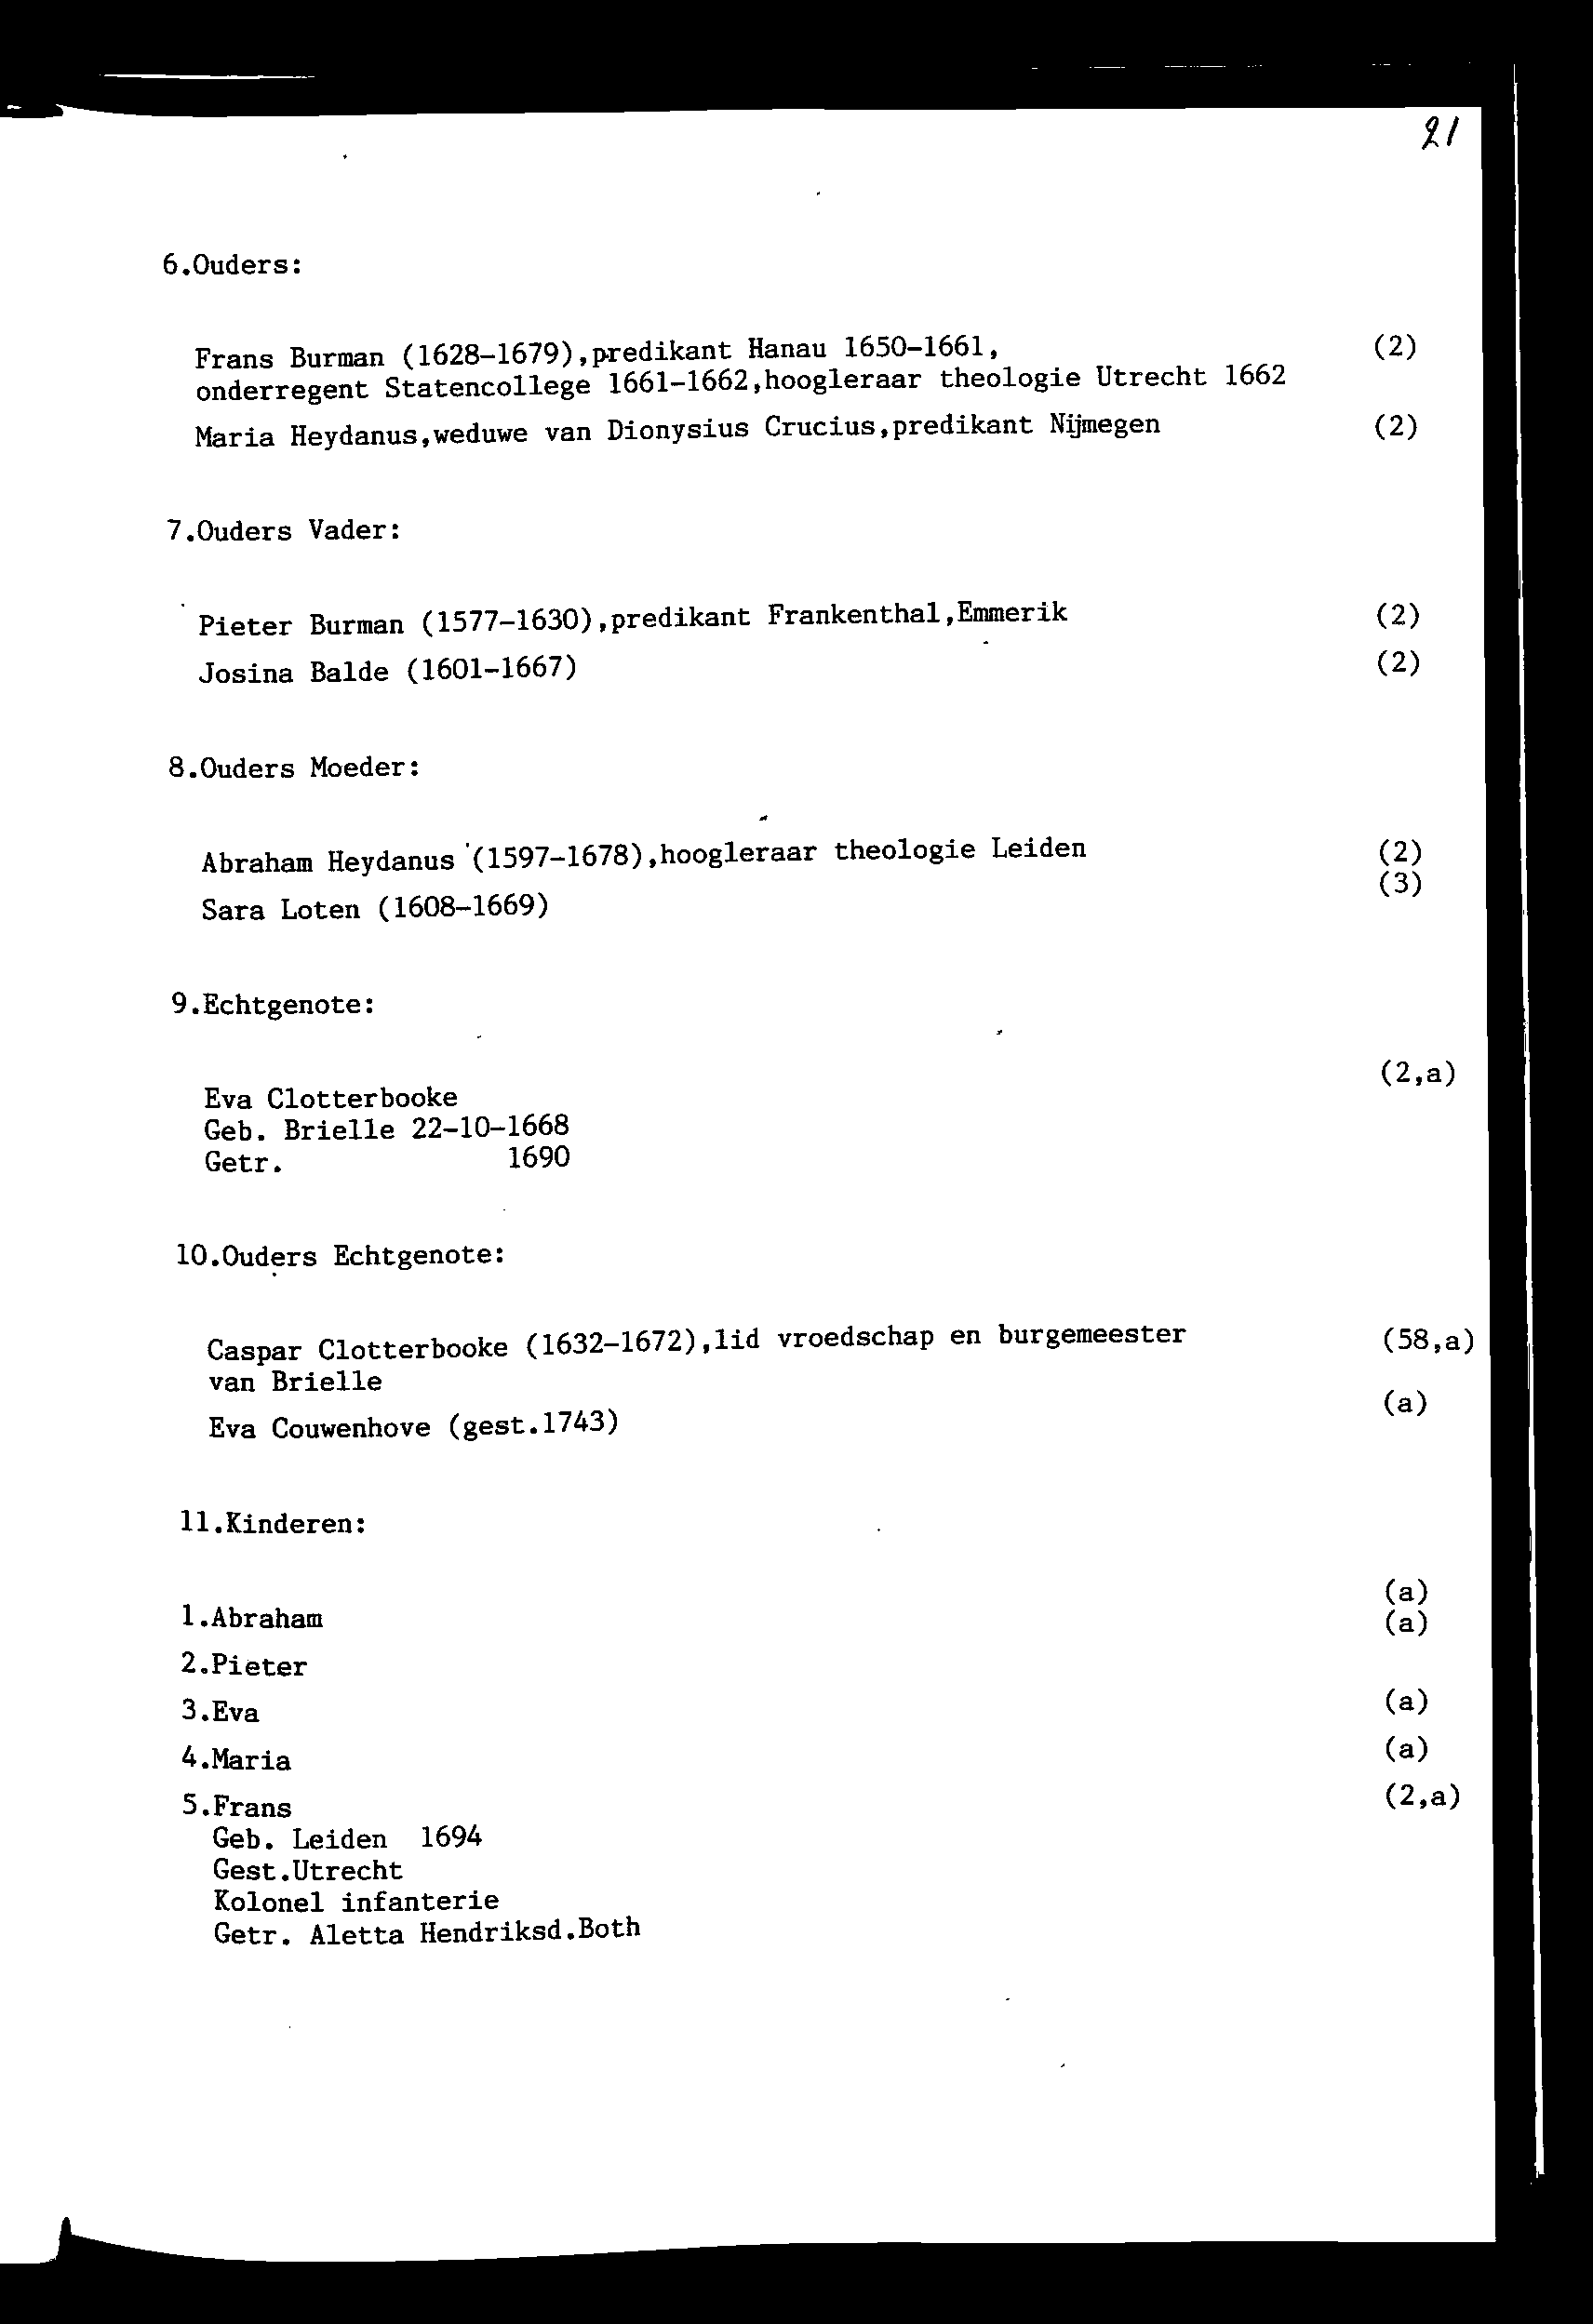 21
6.Ouders:
Frans Burman (1628-1679),predikant Hanau 1650-1661, (2)
onderregent Statencollege 1661-1662,hoogleraar theologie Utrecht 1662
Maria Heydanus,weduwe van Dionysius Crucius,predikant Nijmegen (2)
7.Ouders Vader:
Pieter Burman (1577-1630),predikant Frankenthal,Emmerik (2)
Josina Balde (1601-1667) (2)
8.Ouders Moeder:
Abraham Heydanus (1597-1678),hoogleraar theologie Leiden (2)
(3)
Sara Loten (1608-1669)
9.Echtgenote:
(2,a)
Eva Clotterbooke
Geb. Brielle 22-10-1668
Getr. 1690
10.Ouders Echtgenote:
Caspar Clotterbooke (1632-1672),lid vroedschap en burgemeester (58,a)
van Brielle
(a)
Eva Couwenhove (gest.1743)
11.Kinderen:
(a)
1.Abraham (a)
2.Pieter
3.Eva (a)
4.Maria (a)
5.Frans (2,a)
Geb. Leiden 1694
Gest.Utrecht
Kolonel infanterie
Getr. Aletta Hendriksd.Both